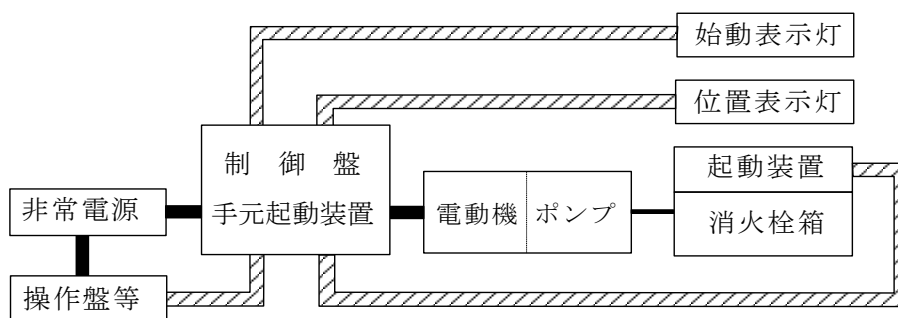 始動表示灯
位置表示灯
制御盤
手元起動装置
起動装置
消火栓箱
電動機
ポンプ
非常電源
操作盤等